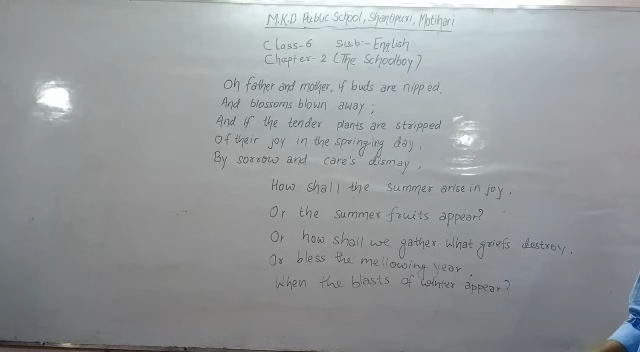 M.K.D Public School, Shantipuri, Motihari
Class-6 Sub:- English
Chapter-2 (The Schoolboy)
Oh father and mother, if buds are nipped.
And blossoms blown away;
And if the tender plants are stripped
Of their joy in the springing day.
By sorrow and care's dismay,
How shall the summer arise in joy.
Or the summer fruits appear?
Or how shall we gather what griefs destroy.
Or bless the mellowing year.
When the blasts of winter appear?